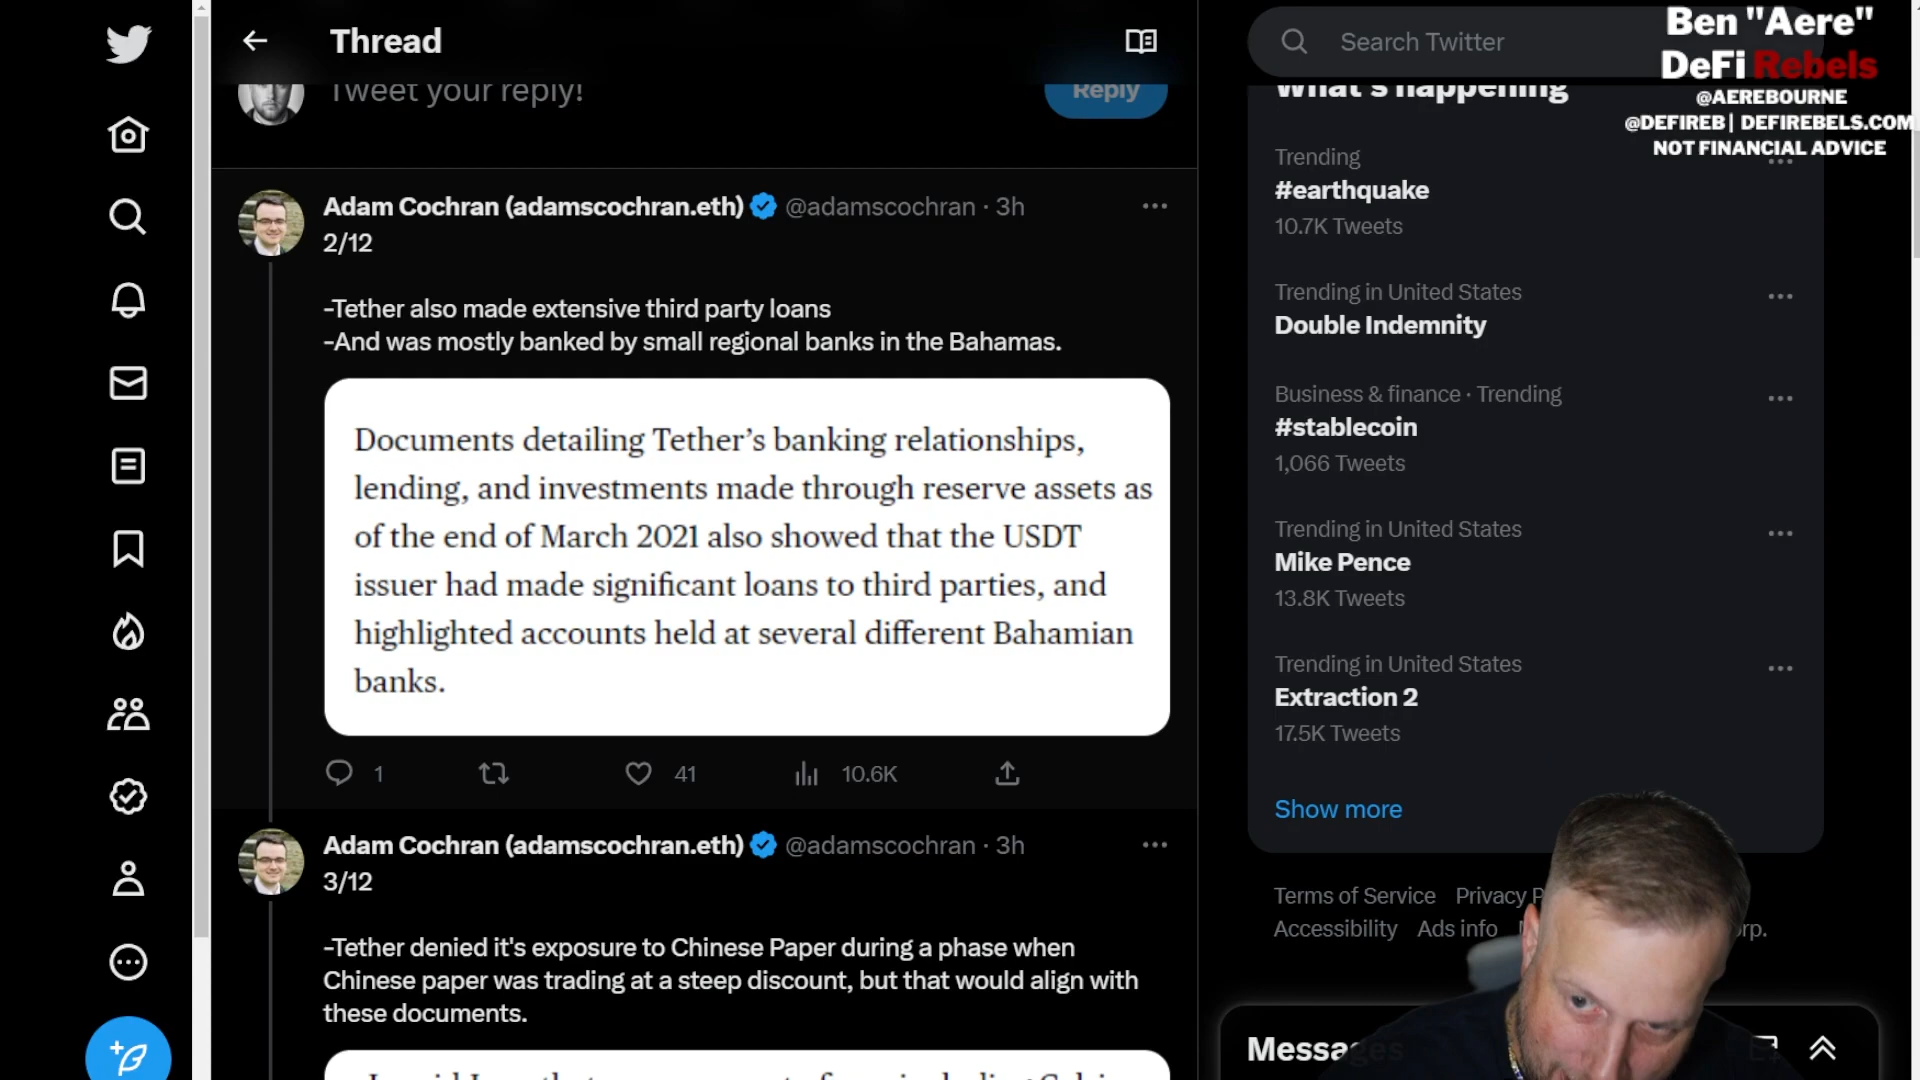 Thread
Tweet your reply!
Reply
Adam Cochran (adamscochran.eth) @adamscochran · 3h
2/12
-Tether also made extensive third party loans
-And was mostly banked by small regional banks in the Bahamas.
Documents detailing Tether's banking relationships,
lending, and investments made through reserve assets as
of the end of March 2021 also showed that the USDT
issuer had made significant loans to third parties, and
highlighted accounts held at several different Bahamian
banks.
1 41 10.6K
Adam Cochran (adamscochran.eth) @adamscochran · 3h
3/12
-Tether denied it's exposure to Chinese Paper during a phase when
Chinese paper was trading at a steep discount, but that would align with
these documents.
Search Twitter
Ben "Aere"
DeFi Rebels
@AEREBOURNE
@DEFIREB | DEFIREBELS.COM
NOT FINANCIAL ADVICE
What's happening
Trending
#earthquake
10.7K Tweets
Trending in United States
Double Indemnity
Business & finance · Trending
#stablecoin
1,066 Tweets
Trending in United States
Mike Pence
13.8K Tweets
Trending in United States
Extraction 2
17.5K Tweets
Show more
Terms of Service Privacy P
Accessibility Ads info rp.
Messages